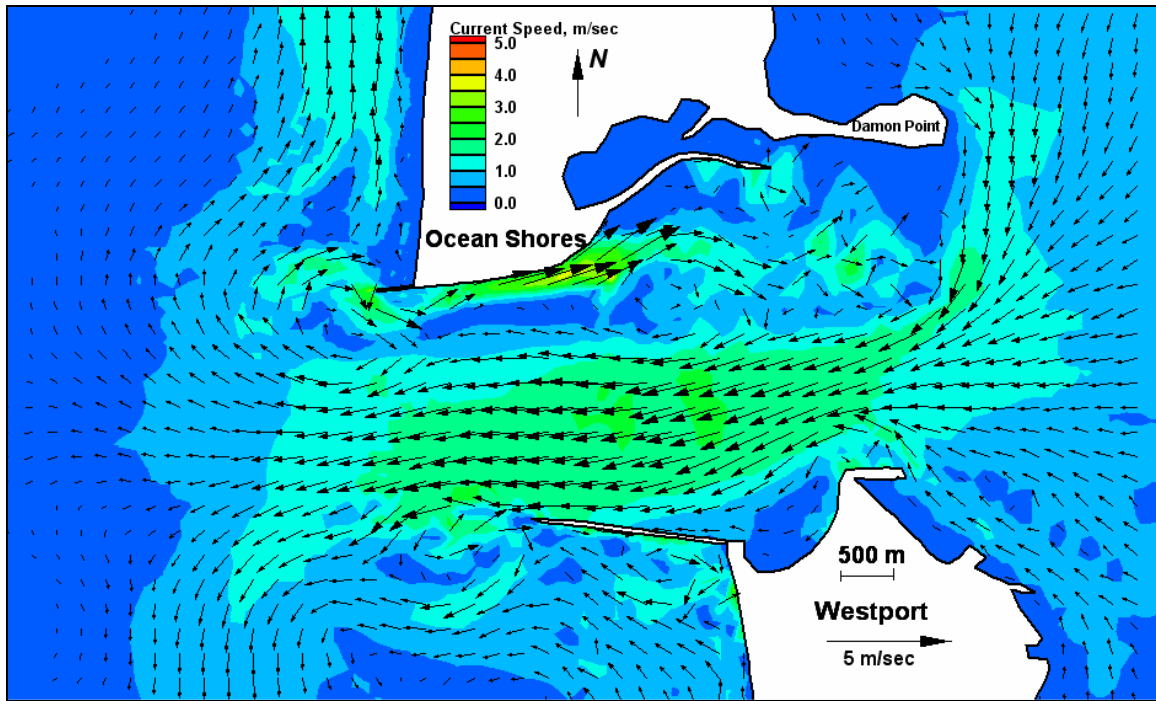 Current Speed, m/sec
5.0
4.0
3.0
2.0
1.0
0.0
N
Damon Point
Ocean Shores
500 m
Westport
5 m/sec